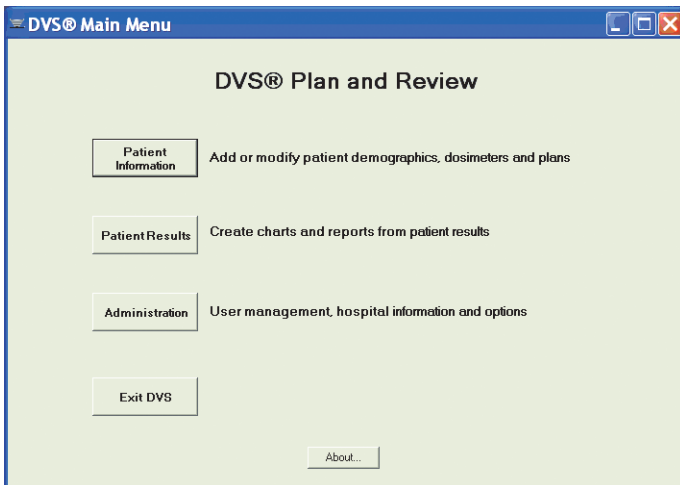 DVS® Main Menu
DVS® Plan and Review
Patient
Information
Add or modify patient demographics, dosimeters and plans
Patient Results
Create charts and reports from patient results
Administration
User management, hospital information and options
Exit DVS
About...